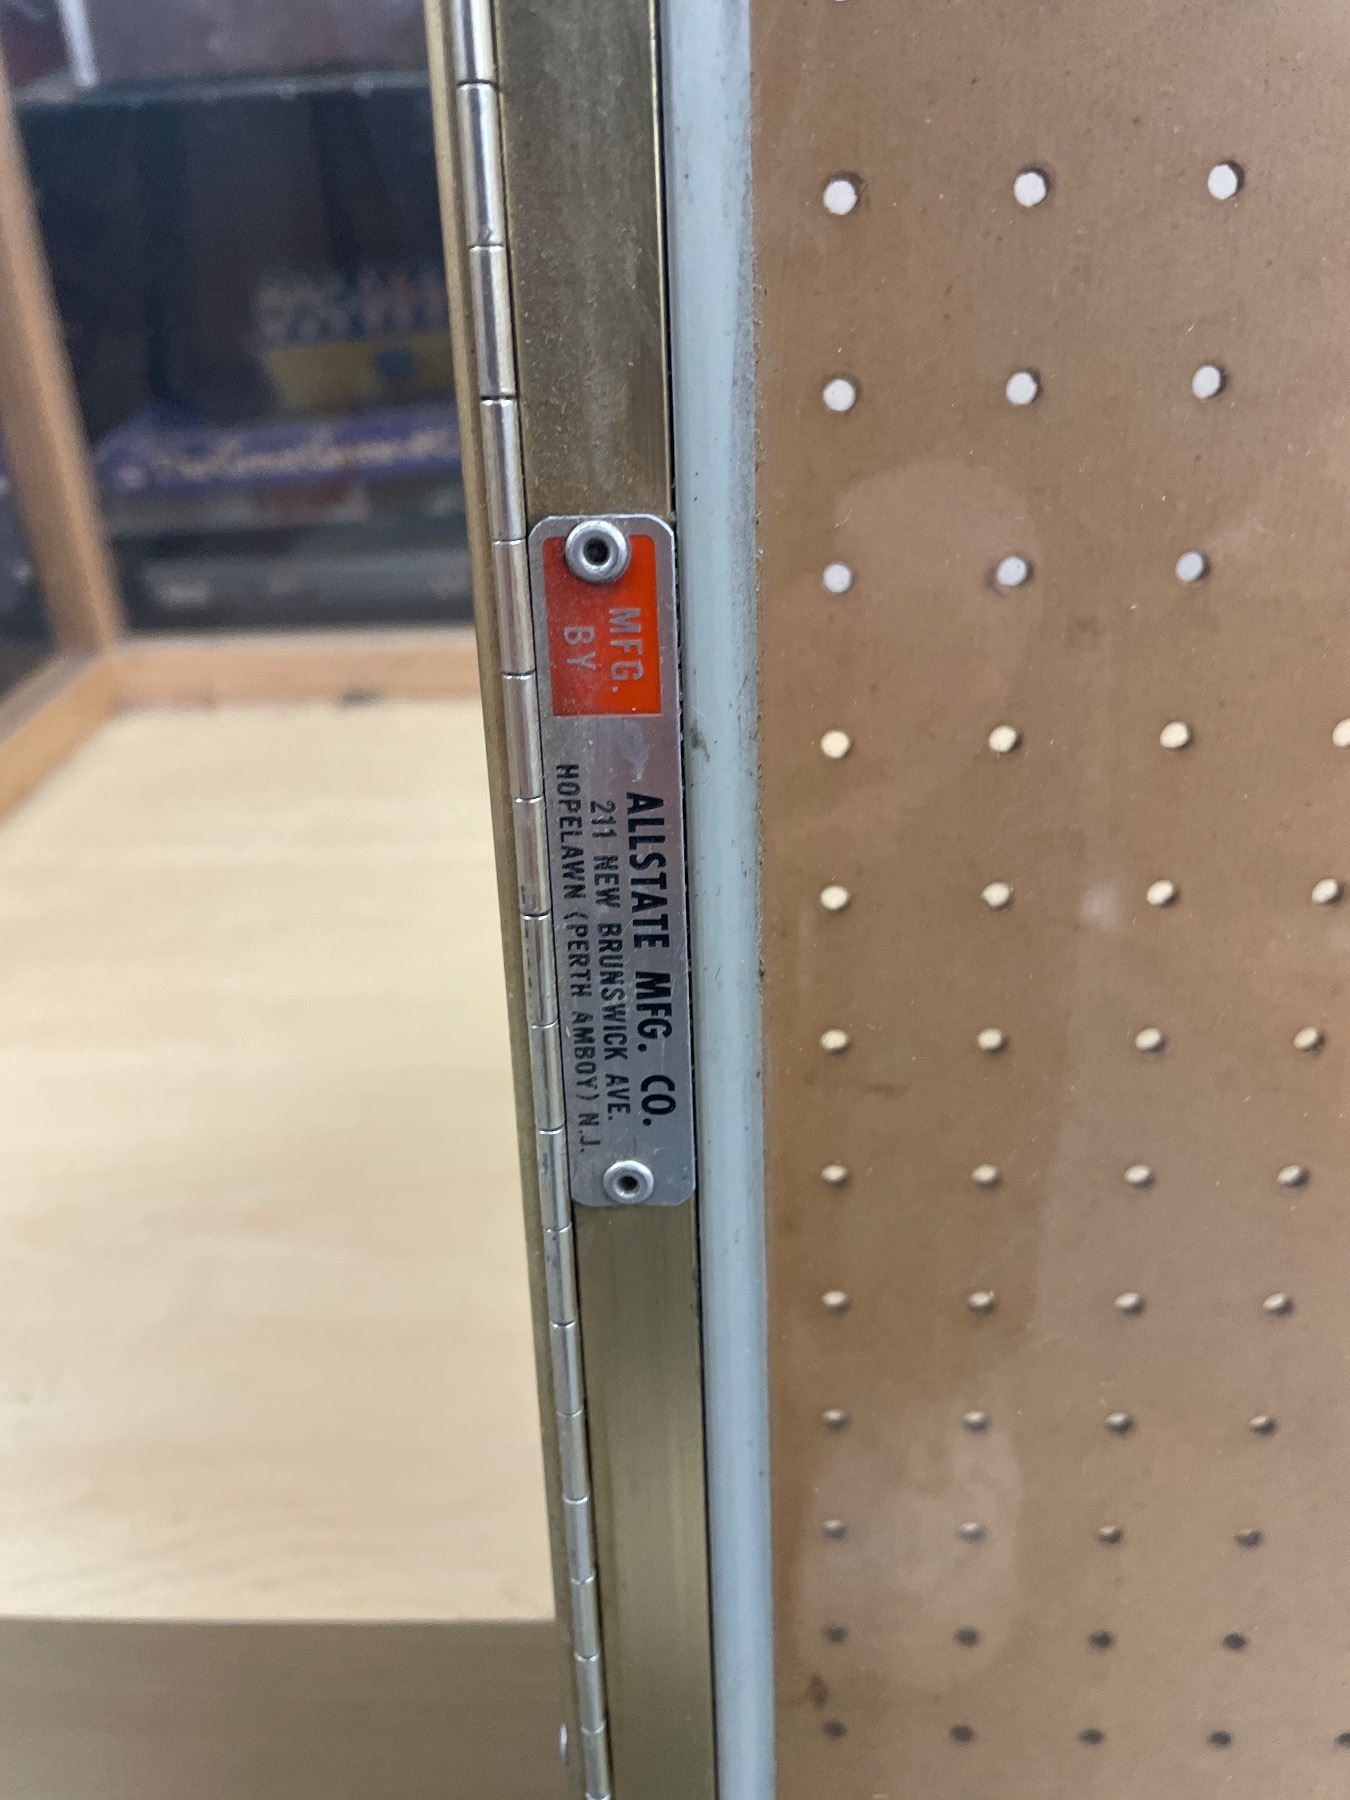 MFG.
BY
ALLSTATE MFG. CO.
211 NEW BRUNSWICK AVE.
HOPELAWN (PERTH AMBOY) N.J.